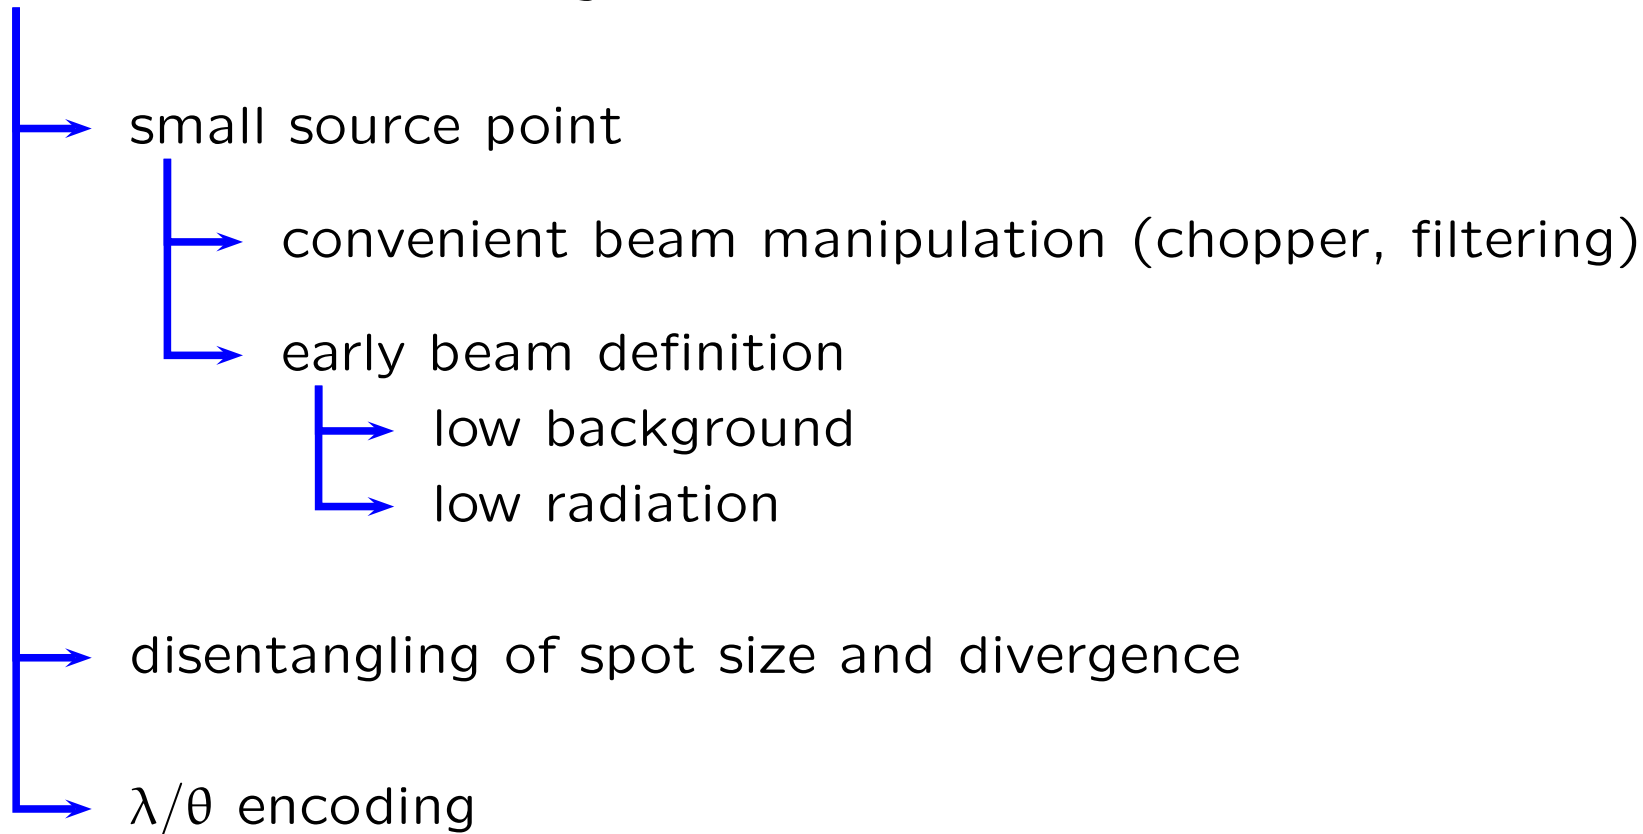 small source point
convenient beam manipulation (chopper, filtering)
early beam definition
low background
low radiation
disentangling of spot size and divergence
λ/θ encoding